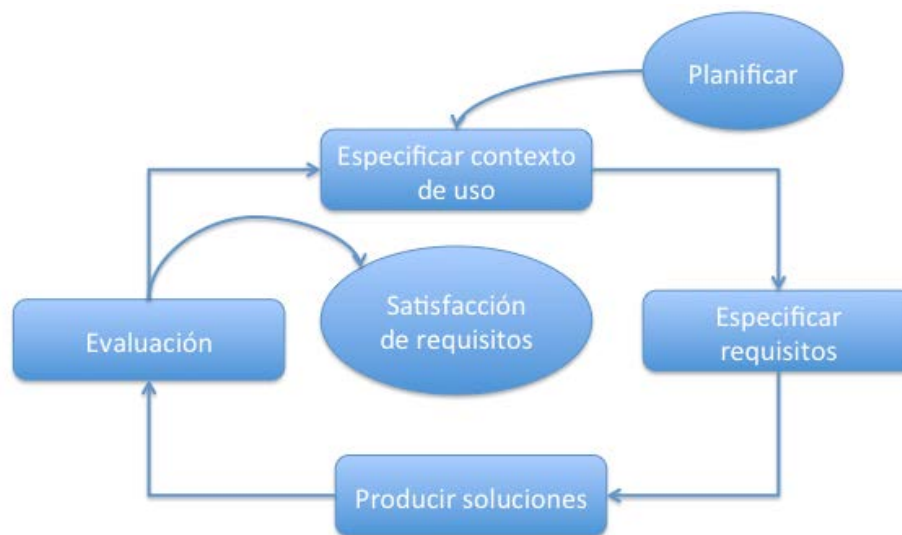 Planificar
Especificar contexto
de uso
Satisfacción
de requisitos
Evaluación
Especificar
requisitos
Producir soluciones